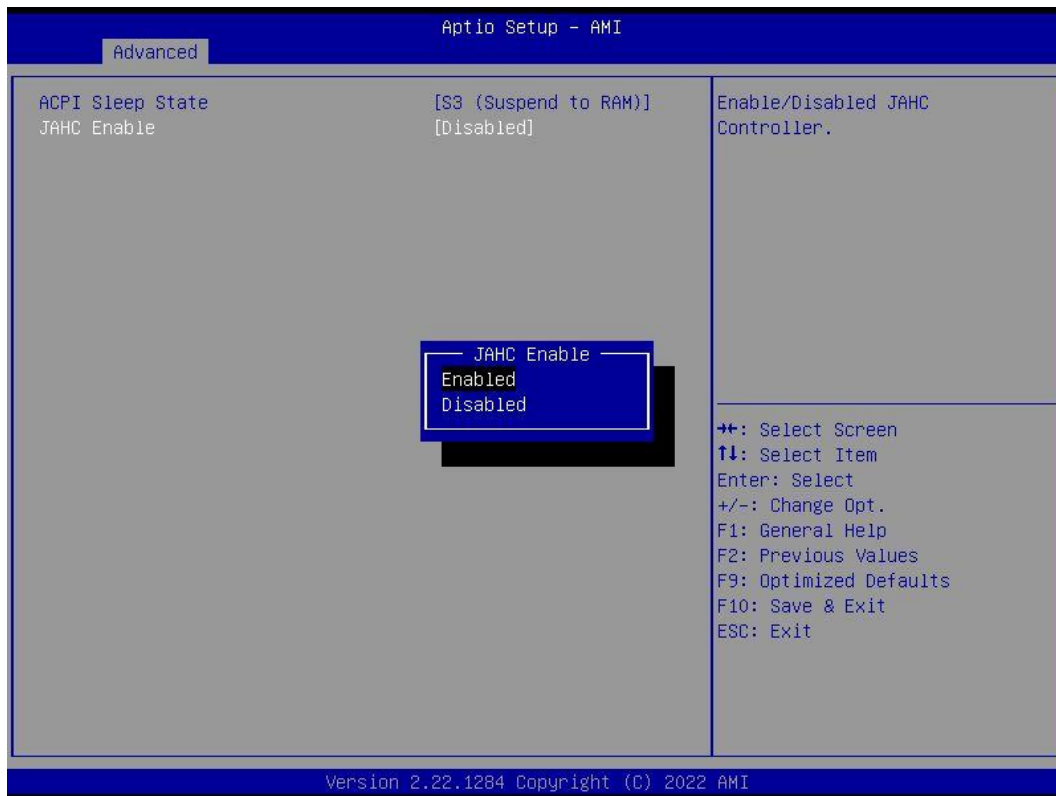 Aptio Setup – AMI
Advanced
ACPI Sleep State [S3 (Suspend to RAM)]
JAHC Enable [Disabled]
Enable/Disabled JAHC
Controller.
JAHC Enable
Enabled
Disabled
→←: Select Screen
↑↓: Select Item
Enter: Select
+/-: Change Opt.
F1: General Help
F2: Previous Values
F9: Optimized Defaults
F10: Save & Exit
ESC: Exit
Version 2.22.1284 Copyright (C) 2022 AMI